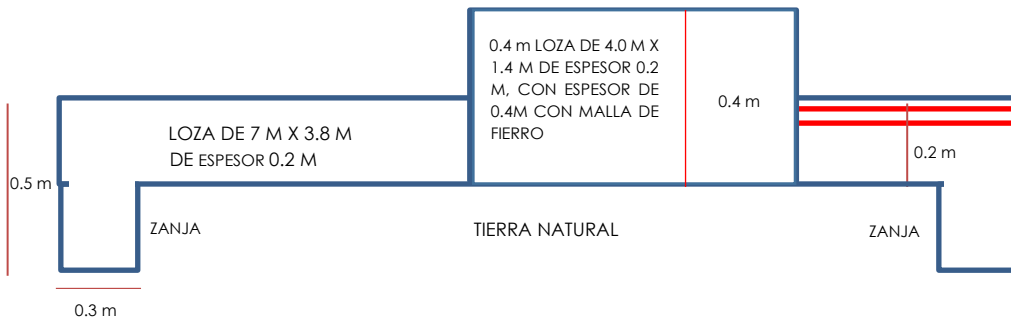 0.4 m LOZA DE 4.0 M X
1.4 M DE ESPESOR 0.2
M, CON ESPESOR DE
0.4M CON MALLA DE
FIERRO
0.4 m
LOZA DE 7 M X 3.8 M
DE ESPESOR 0.2 M
0.2 m
0.5 m
ZANJA
TIERRA NATURAL
ZANJA
0.3 m